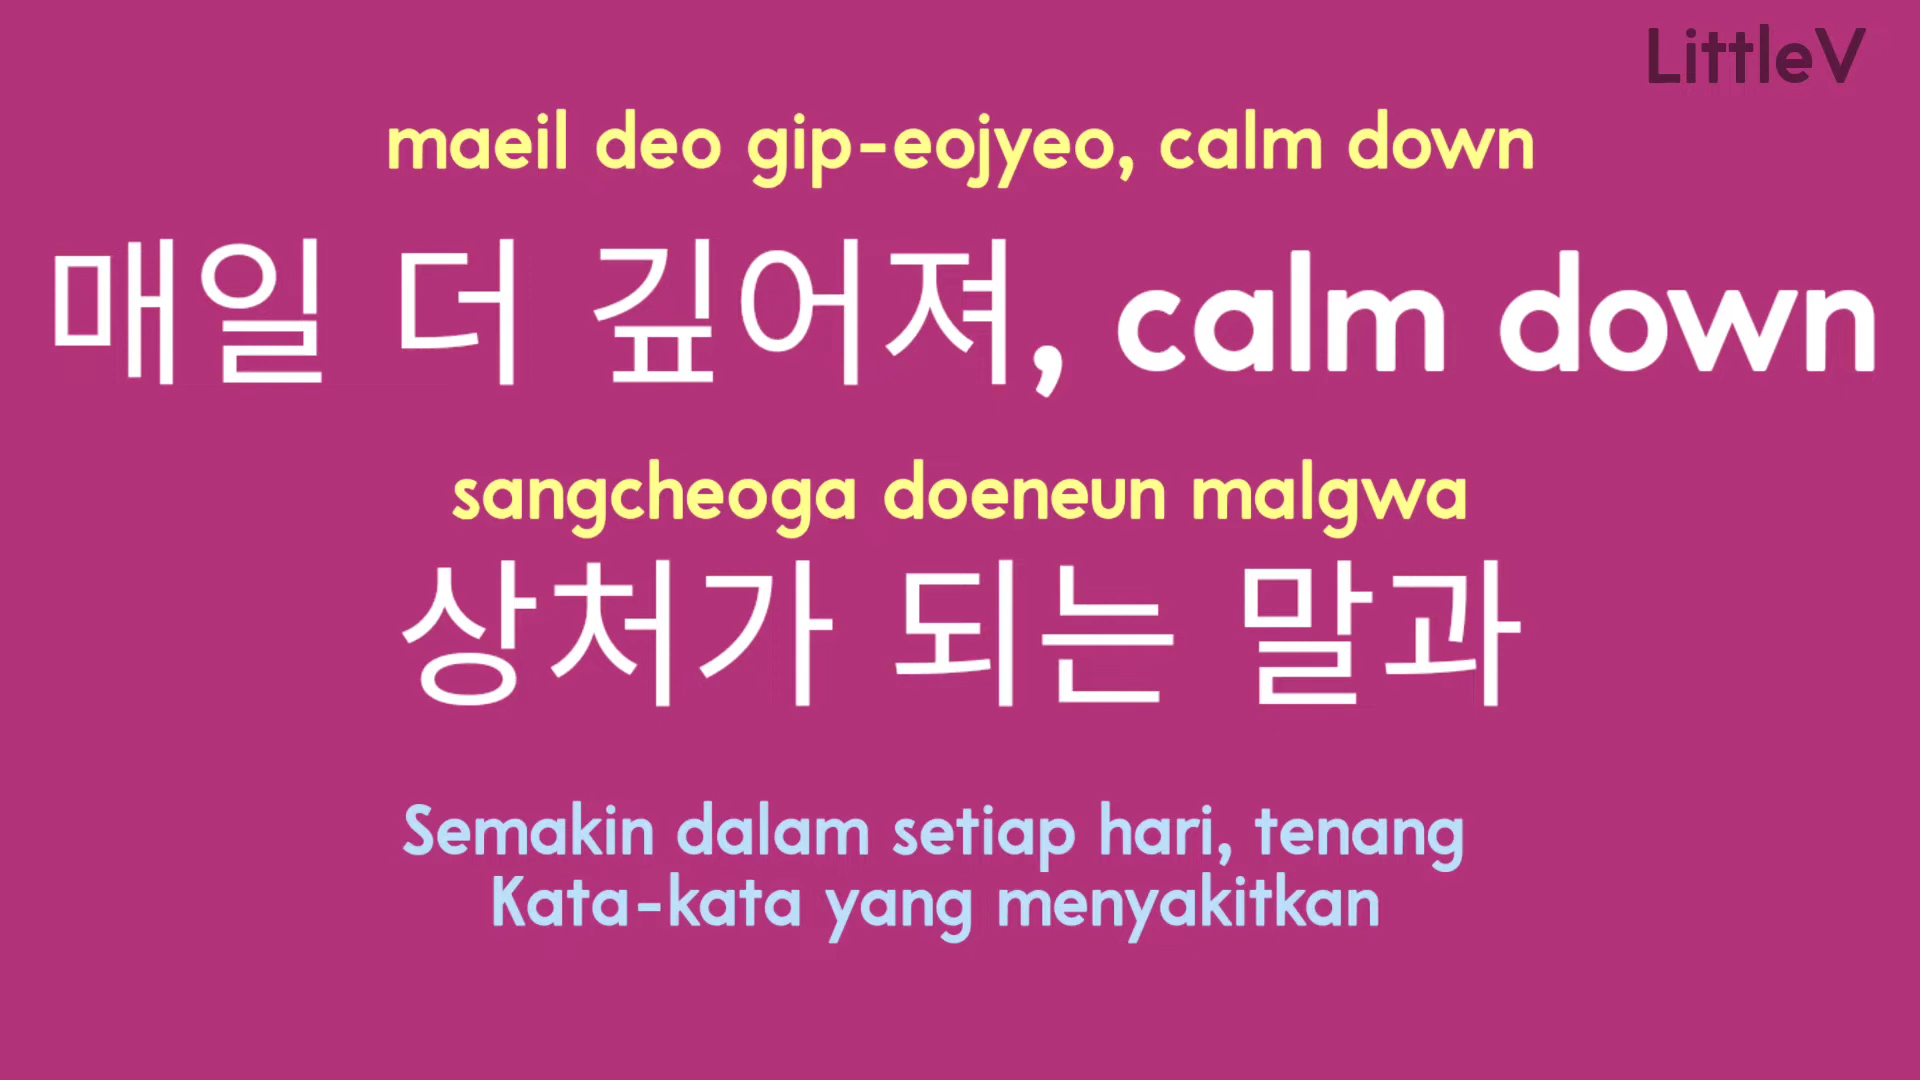 LittleV
maeil deo gip-eojyeo, calm down
매일 더 깊어져, calm down
sangcheoga doeneun malgwa
상처가 되는 말과
Semakin dalam setiap hari, tenang
Kata-kata yang menyakitkan